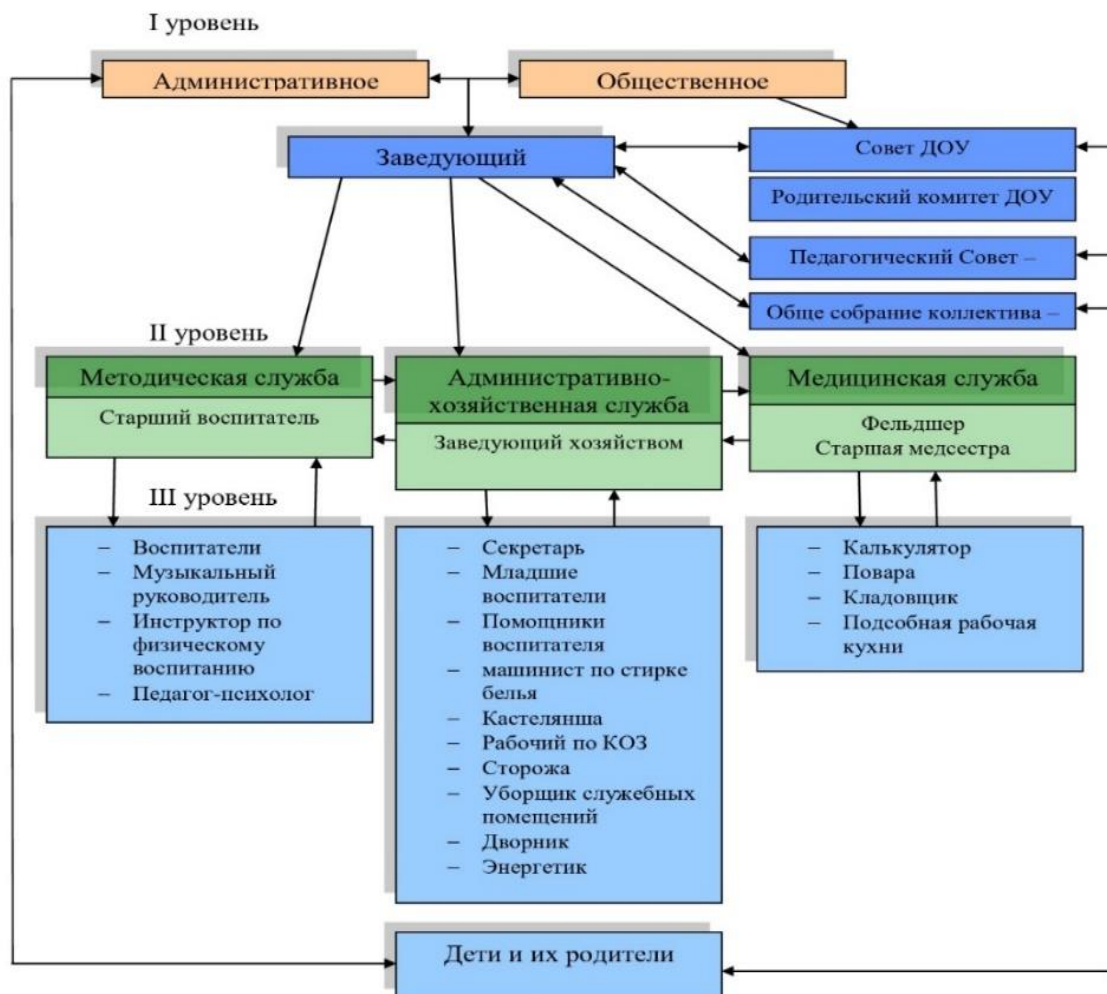 I уровень
Административное
Общественное
Заведующий
Совет ДОУ
Родительский комитет ДОУ
Педагогический Совет –
Обще собрание коллектива –
II уровень
Методическая служба
Старший воспитатель
Административно-
хозяйственная служба
Заведующий хозяйством
Медицинская служба
Фельдшер
Старшая медсестра
III уровень
– Воспитатели
– Музыкальный
руководитель
– Инструктор по
физическому
воспитанию
– Педагог-психолог
– Секретарь
– Младшие
воспитатели
– Помощники
воспитателя
– машинист по стирке
белья
– Кастелянша
– Рабочий по КОЗ
– Сторожа
– Уборщик служебных
помещений
– Дворник
– Энергетик
– Калькулятор
– Повара
– Кладовщик
– Подсобная рабочая
кухни
Дети и их родители